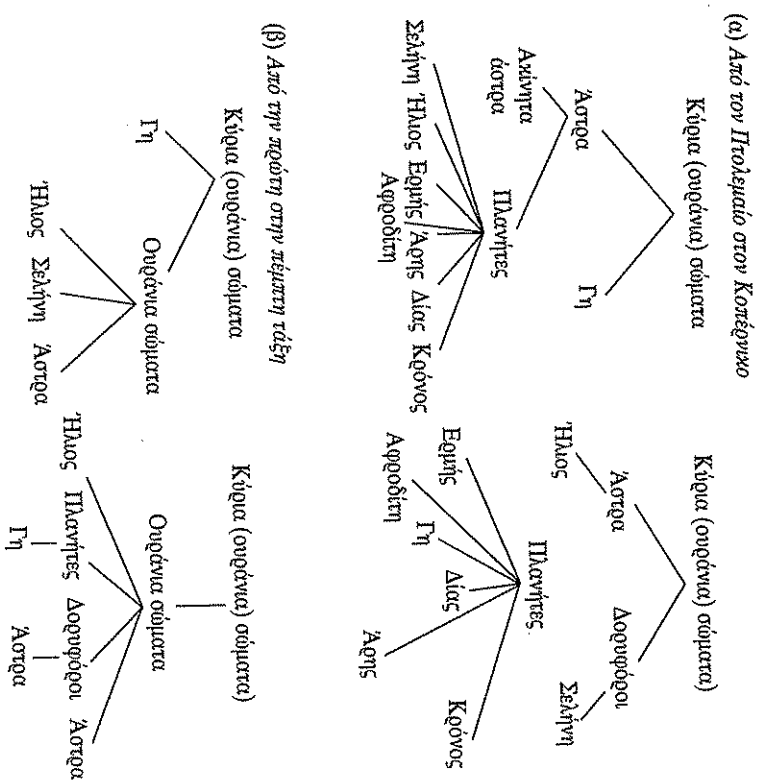 (α) Από τον Πτολεμαίο στον Κοπέρνικο
Κύρια (ουράνια) σώματα
Άστρα
Γη
Ακίνητα
άστρα
Πλανήτες
Σελήνη Ήλιος Ερμής Άρης Δίας Κρόνος
Αφροδίτη
Κύρια (ουράνια) σώματα)
Άστρα
Δορυφόροι
Ήλιος
Σελήνη
Πλανήτες
Ερμής
Αφροδίτη
Γη
Δίας
Άρης
Κρόνος
(β) Από την πρώτη στην πέμπτη τάξη
Κύρια (ουράνια) σώματα
Γη
Ουράνια σώματα
Ήλιος Σελήνη Άστρα
Κύρια (ουράνια) σώματα)
Ουράνια σώματα
Ήλιος Πλανήτες Δορυφόροι Άστρα
Γη
Άστρα